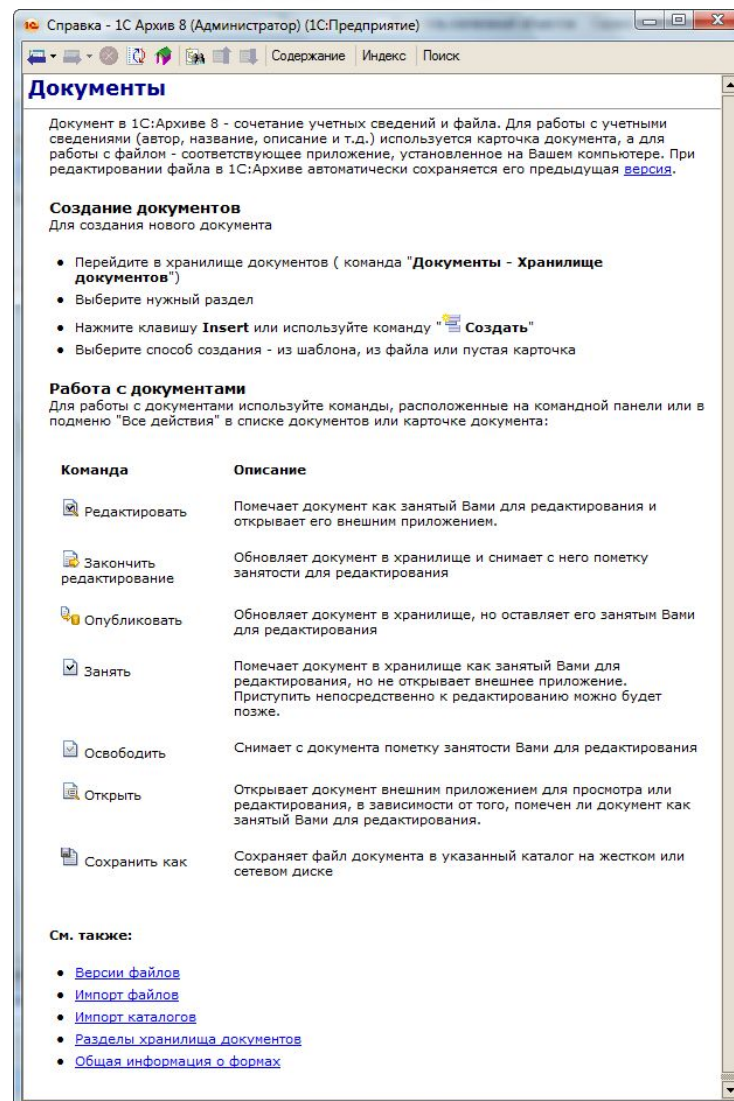 Справка - 1С Архив 8 (Администратор) (1С:Предприятие)
Содержание Индекс Поиск
Документы
Документ в 1С:Архиве 8 - сочетание учетных сведений и файла. Для работы с учетными
сведениями (автор, название, описание и т.д.) используется карточка документа, а для
работы с файлом - соответствующее приложение, установленное на Вашем компьютере. При
редактировании файла в 1С:Архиве автоматически сохраняется его предыдущая версия.
Создание документов
Для создания нового документа
• Перейдите в хранилище документов ( команда "Документы - Хранилище
документов")
• Выберите нужный раздел
• Нажмите клавишу Insert или используйте команду " Создать"
• Выберите способ создания - из шаблона, из файла или пустая карточка
Работа с документами
Для работы с документами используйте команды, расположенные на командной панели или в
подменю "Все действия" в списке документов или карточке документа:
Команда Описание
Редактировать Помечает документ как занятый Вами для редактирования и
открывает его внешним приложением.
Закончить Обновляет документ в хранилище и снимает с него пометку
редактирование занятости для редактирования
Опубликовать Обновляет документ в хранилище, но оставляет его занятым Вами
для редактирования
Занять Помечает документ в хранилище как занятый Вами для
редактирования, но не открывает внешнее приложение.
Приступить непосредственно к редактированию можно будет
позже.
Освободить Снимает с документа пометку занятости Вами для редактирования
Открыть Открывает документ внешним приложением для просмотра или
редактирования, в зависимости от того, помечен ли документ как
занятый Вами для редактирования.
Сохранить как Сохраняет файл документа в указанный каталог на жестком или
сетевом диске
См. также:
• Версии файлов
• Импорт файлов
• Импорт каталогов
• Разделы хранилища документов
• Общая информация о формах